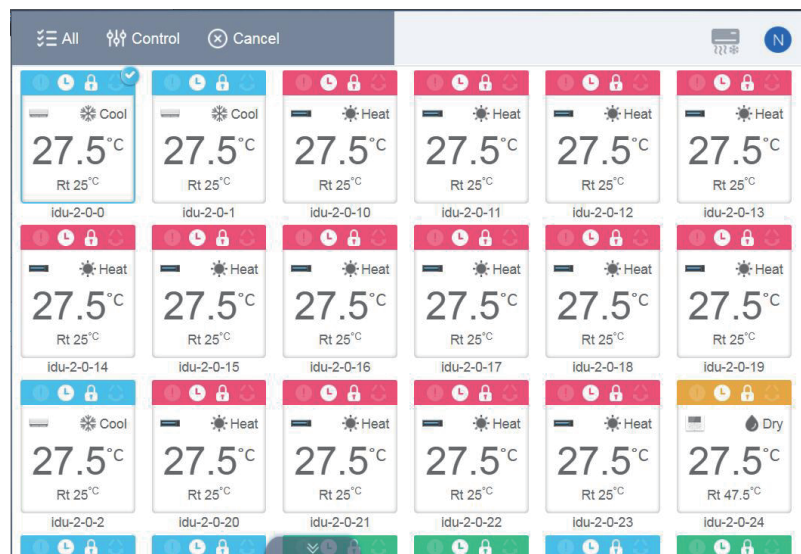 All Control Cancel N
Cool Cool Heat Heat Heat Heat
27.5°C 27.5°C 27.5°C 27.5°C 27.5°C 27.5°C
Rt 25°C Rt 25°C Rt 25°C Rt 25°C Rt 25°C Rt 25°C
idu-2-0-0 idu-2-0-1 idu-2-0-10 idu-2-0-11 idu-2-0-12 idu-2-0-13
Heat Heat Heat Heat Heat Heat
27.5°C 27.5°C 27.5°C 27.5°C 27.5°C 27.5°C
Rt 25°C Rt 25°C Rt 25°C Rt 25°C Rt 25°C Rt 25°C
idu-2-0-14 idu-2-0-15 idu-2-0-16 idu-2-0-17 idu-2-0-18 idu-2-0-19
Cool Heat Heat Heat Heat Dry
27.5°C 27.5°C 27.5°C 27.5°C 27.5°C 27.5°C
Rt 25°C Rt 25°C Rt 25°C Rt 25°C Rt 25°C Rt 47.5°C
idu-2-0-2 idu-2-0-20 idu-2-0-21 idu-2-0-22 idu-2-0-23 idu-2-0-24